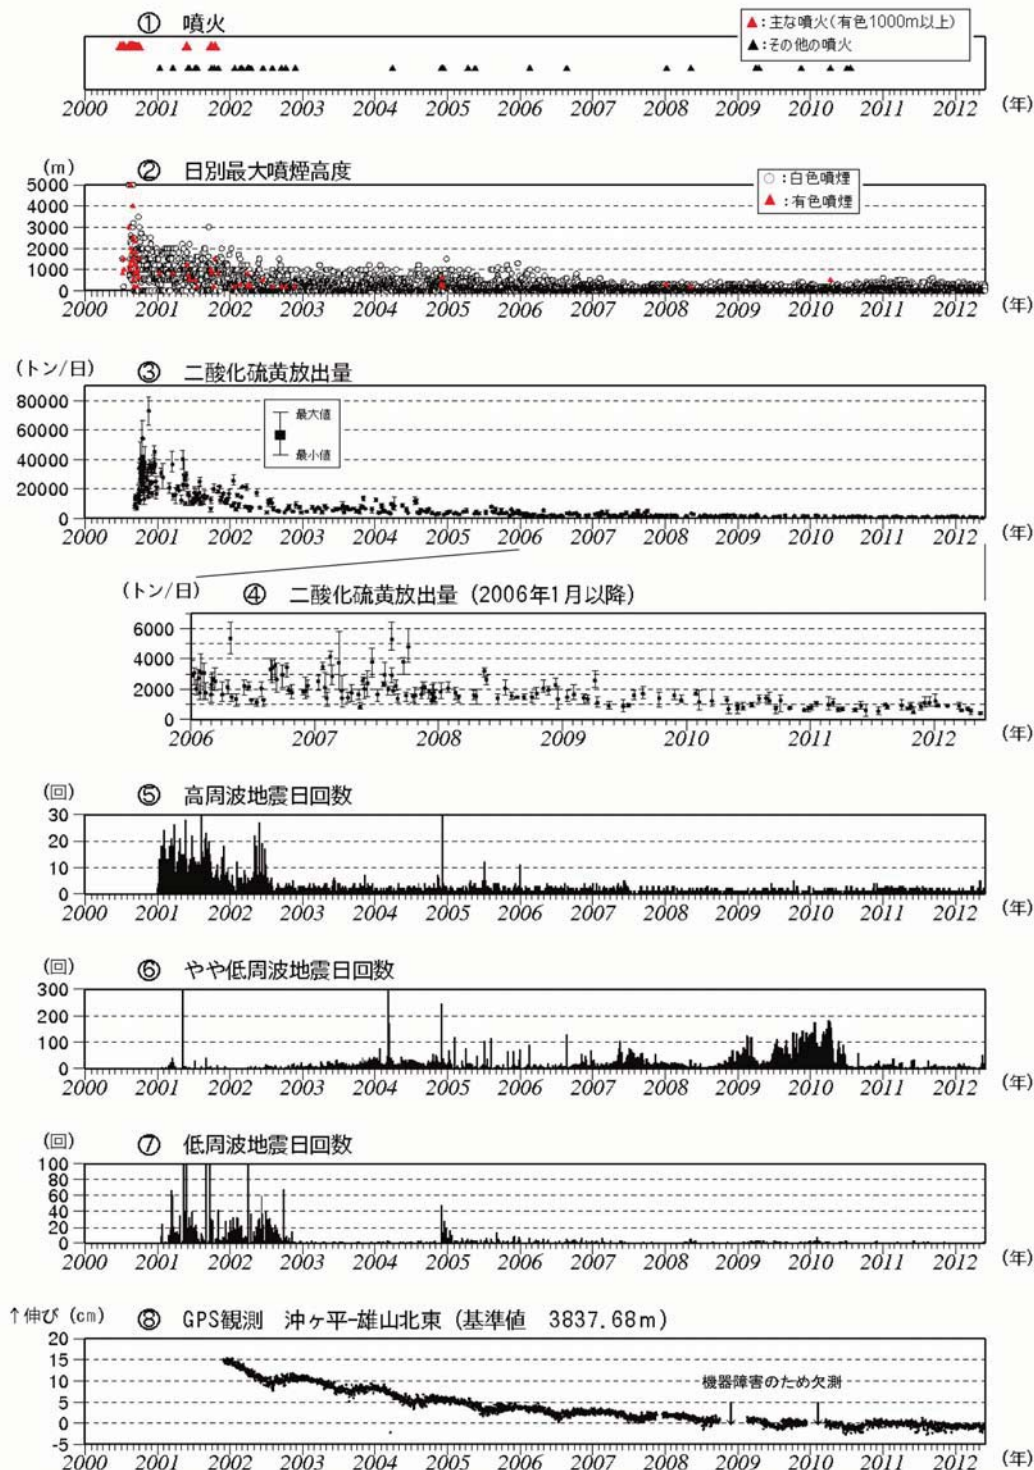 ① 噴火
▲:主な噴火(有色1000m以上)
▲:その他の噴火
2000 2001 2002 2003 2004 2005 2006 2007 2008 2009 2010 2011 2012 (年)
(m) ② 日別最大噴煙高度
○:白色噴煙
▲:有色噴煙
5000
4000
3000
2000
1000
0
2000 2001 2002 2003 2004 2005 2006 2007 2008 2009 2010 2011 2012 (年)
(トン/日) ③ 二酸化硫黄放出量
最大値
最小値
80000
60000
40000
20000
0
2000 2001 2002 2003 2004 2005 2006 2007 2008 2009 2010 2011 2012 (年)
(トン/日) ④ 二酸化硫黄放出量 (2006年1月以降)
6000
4000
2000
0
2006 2007 2008 2009 2010 2011 2012 (年)
(回) ⑤ 高周波地震日回数
30
20
10
0
2000 2001 2002 2003 2004 2005 2006 2007 2008 2009 2010 2011 2012 (年)
(回) ⑥ やや低周波地震日回数
300
200
100
0
2000 2001 2002 2003 2004 2005 2006 2007 2008 2009 2010 2011 2012 (年)
(回) ⑦ 低周波地震日回数
100
80
60
40
20
0
2000 2001 2002 2003 2004 2005 2006 2007 2008 2009 2010 2011 2012 (年)
↑伸び (cm) ⑧ GPS観測 沖ヶ平-雄山北東 (基準値 3837.68m)
20
15
10
5
0
-5
機器障害のため欠測
2000 2001 2002 2003 2004 2005 2006 2007 2008 2009 2010 2011 2012 (年)